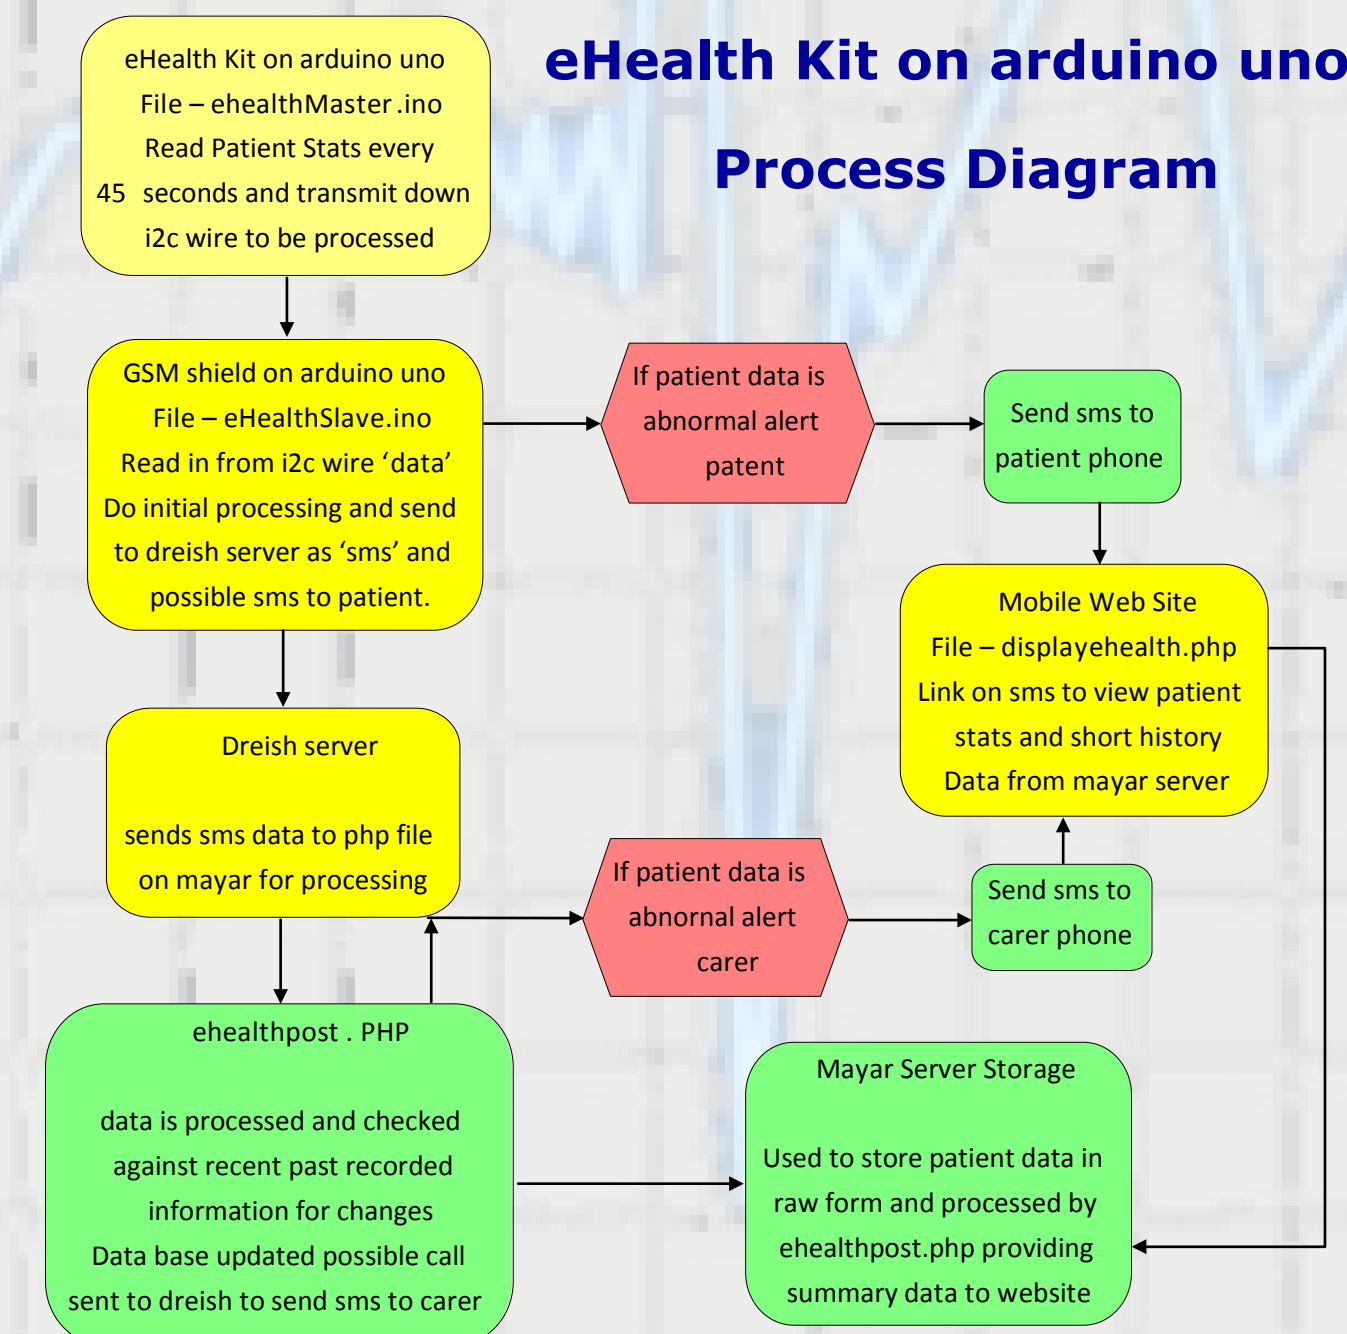 eHealth Kit on arduino uno
Process Diagram
eHealth Kit on arduino uno
File – ehealthMaster.ino
Read Patient Stats every
45 seconds and transmit down
i2c wire to be processed
GSM shield on arduino uno
File – eHealthSlave.ino
Read in from i2c wire ‘data’
Do initial processing and send
to dreish server as ‘sms’ and
possible sms to patient.
If patient data is
abnormal alert
patent
Send sms to
patient phone
Mobile Web Site
File – displayehealth.php
Link on sms to view patient
stats and short history
Data from mayar server
Dreish server
sends sms data to php file
on mayar for processing
If patient data is
abnornal alert
carer
Send sms to
carer phone
ehealthpost . PHP
data is processed and checked
against recent past recorded
information for changes
Data base updated possible call
sent to dreish to send sms to carer
Mayar Server Storage
Used to store patient data in
raw form and processed by
ehealthpost.php providing
summary data to website